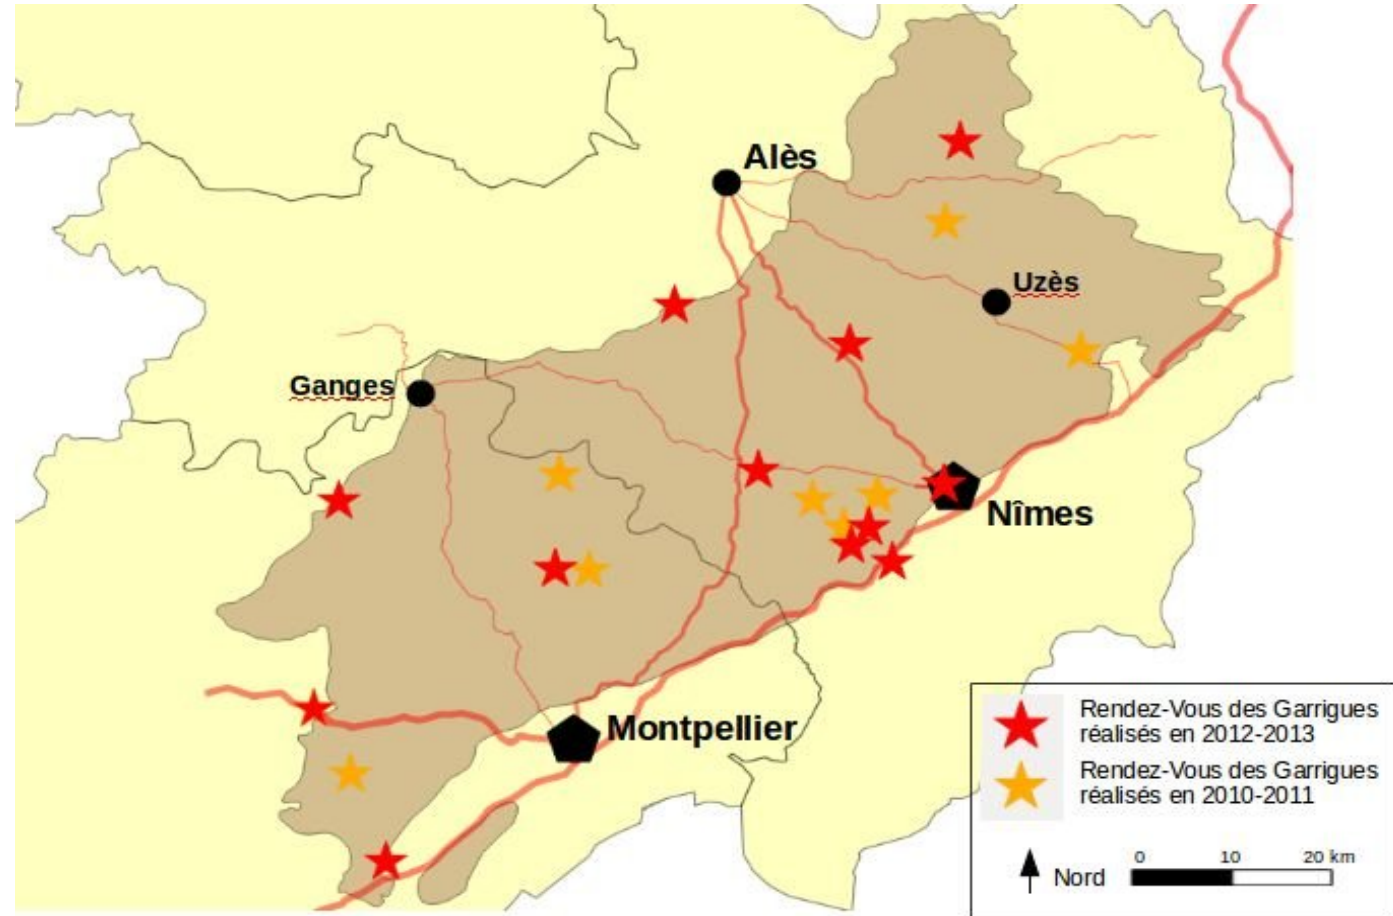 Alès
Uzès
Ganges
Nîmes
Montpellier
Rendez-Vous des Garrigues
réalisés en 2012-2013
Rendez-Vous des Garrigues
réalisés en 2010-2011
0 10 20 km
Nord